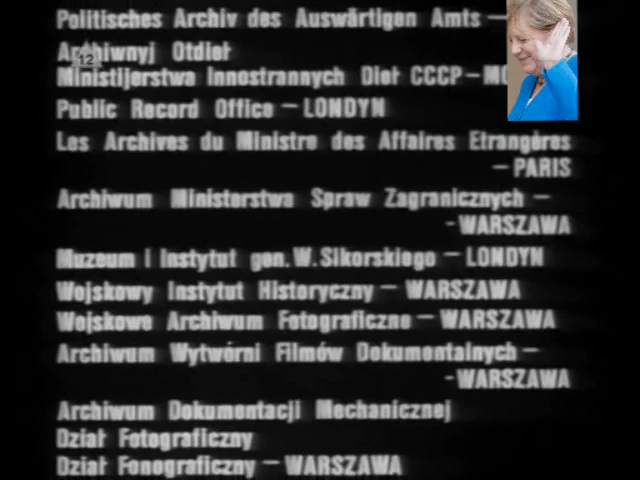 Politisches Archiv des Auswärtigen Amts —
Archiwnyj Otdieł
12
Ministijerstwa Innostrannych Dieł CCCP — MO
Public Record Office — LONDYN
Les Archives du Ministre des Affaires Etrangères
— PARIS
Archiwum Ministerstwa Spraw Zagranicznych —
- WARSZAWA
Muzeum i Instytut gen. W. Sikorskiego — LONDYN
Wojskowy Instytut Historyczny — WARSZAWA
Wojskowe Archiwum Fotograficzne — WARSZAWA
Archiwum Wytwórni Filmów Dokumentalnych —
- WARSZAWA
Archiwum Dokumentacji Mechanicznej
Dział Fotograficzny
Dział Fonograficzny — WARSZAWA